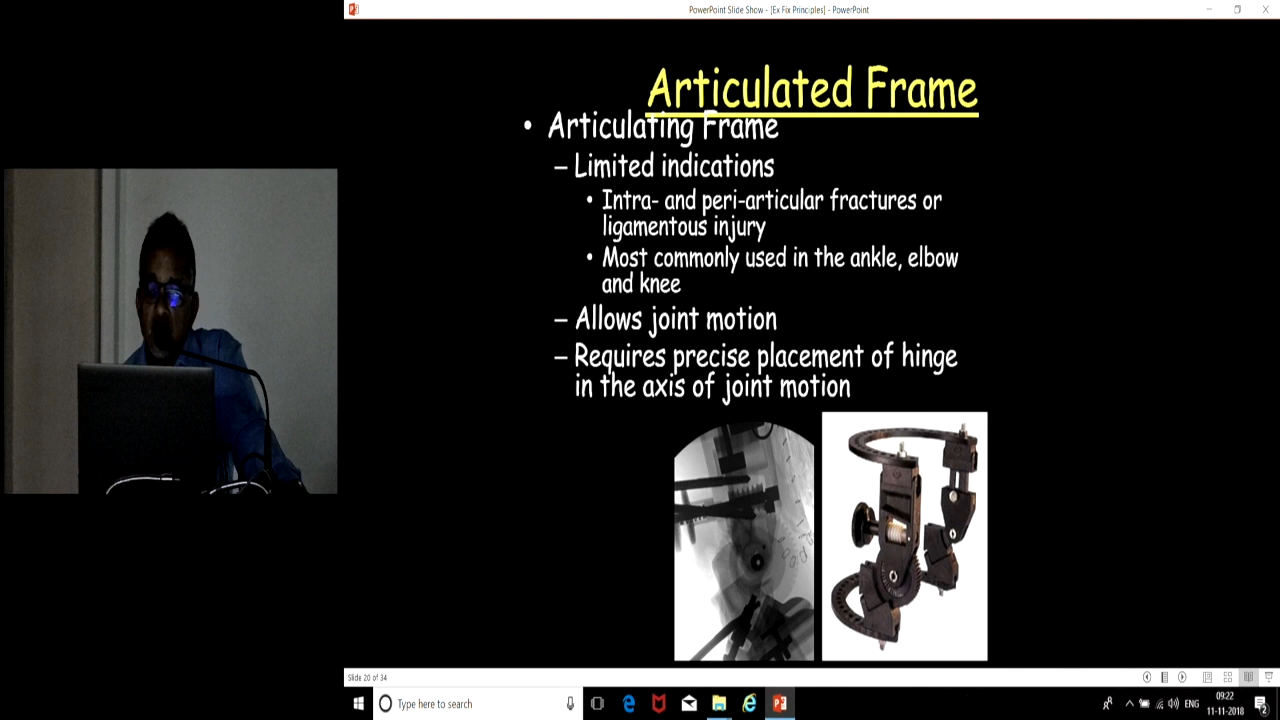 PowerPoint Slide Show - [Ex Fix Principles] - PowerPoint
Articulated Frame
• Articulating Frame
– Limited indications
• Intra- and peri-articular fractures or
ligamentous injury
• Most commonly used in the ankle, elbow
and knee
– Allows joint motion
– Requires precise placement of hinge
in the axis of joint motion
Slide 20 of 34
Type here to search
ENG
09:22
11-11-2018
2